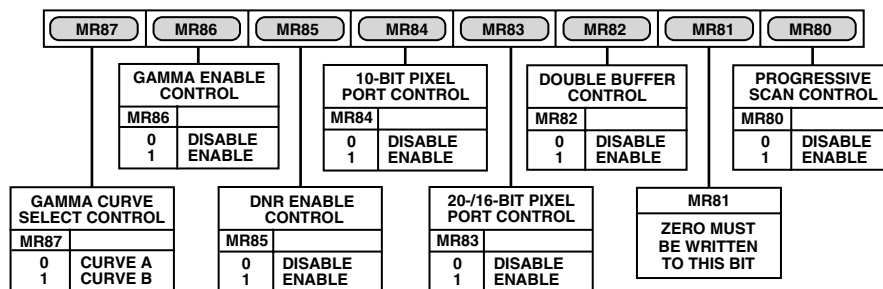 MR87 MR86 MR85 MR84 MR83 MR82 MR81 MR80
GAMMA ENABLE
CONTROL
MR86
0 DISABLE
1 ENABLE
10-BIT PIXEL
PORT CONTROL
MR84
0 DISABLE
1 ENABLE
DOUBLE BUFFER
CONTROL
MR82
0 DISABLE
1 ENABLE
PROGRESSIVE
SCAN CONTROL
MR80
0 DISABLE
1 ENABLE
GAMMA CURVE
SELECT CONTROL
MR87
0 CURVE A
1 CURVE B
DNR ENABLE
CONTROL
MR85
0 DISABLE
1 ENABLE
20-/16-BIT PIXEL
PORT CONTROL
MR83
0 DISABLE
1 ENABLE
MR81
ZERO MUST
BE WRITTEN
TO THIS BIT